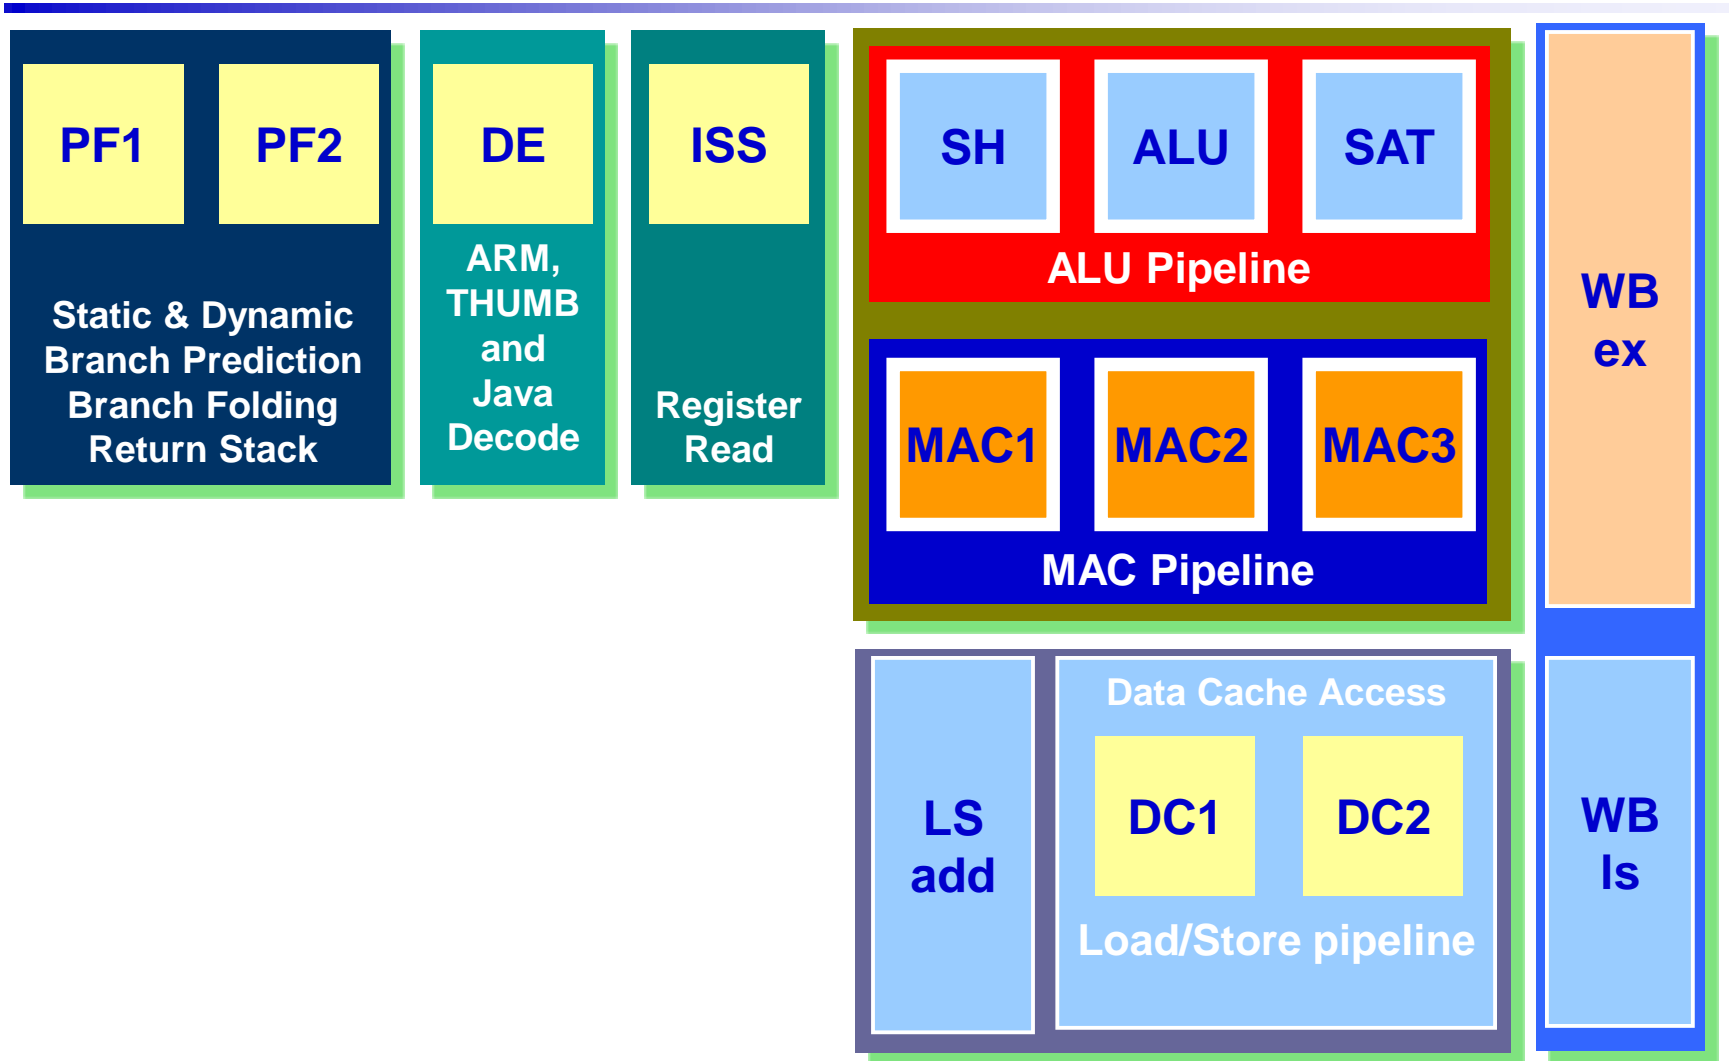 PF1
PF2
Static & Dynamic
Branch Prediction
Branch Folding
Return Stack
DE
ARM,
THUMB
and
Java
Decode
ISS
Register
Read
SH
ALU
SAT
ALU Pipeline
MAC1
MAC2
MAC3
MAC Pipeline
WB
ex
LS
add
Data Cache Access
DC1
DC2
Load/Store pipeline
WB
ls